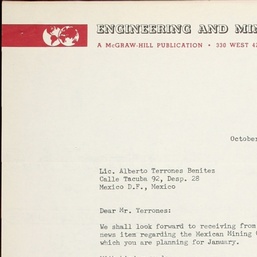 ENGINEERING AND MIN
A McGRAW-HILL PUBLICATION • 330 WEST 4
October
Lic. Alberto Terrones Benitez
Calle Tacuba 92, Desp. 28
Mexico D.F., Mexico
Dear Mr. Terrones:
We shall look forward to receiving from
news item regarding the Mexican Mining
which you are planning for January.